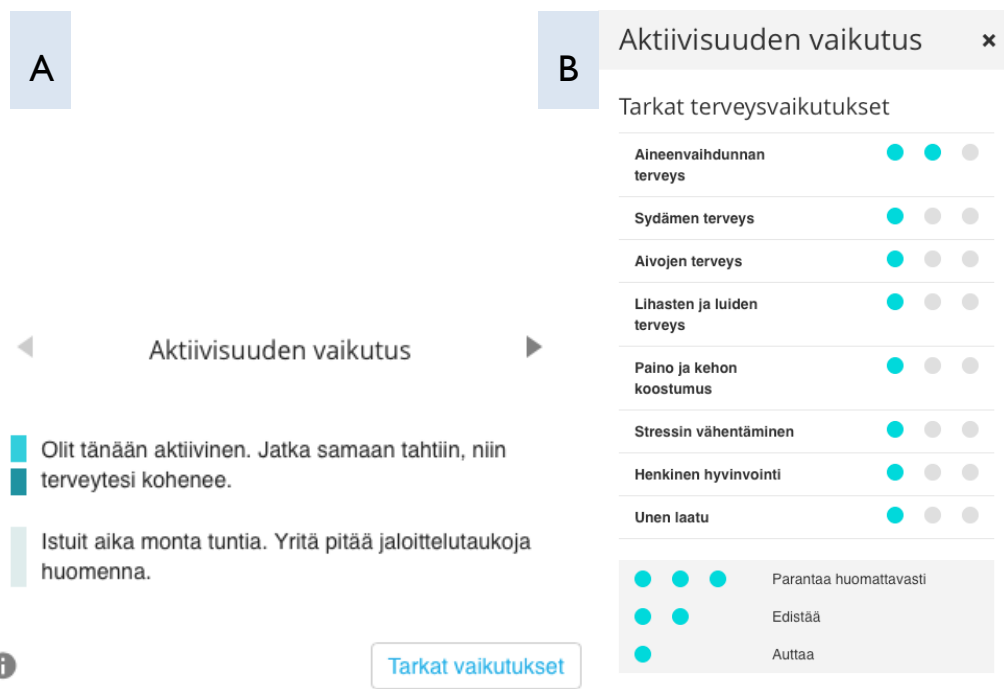 A
Aktiivisuuden vaikutus
Olit tänään aktiivinen. Jatka samaan tahtiin, niin
terveytesi kohenee.
Istuit aika monta tuntia. Yritä pitää jaloittelutaukoja
huomenna.
i
Tarkat vaikutukset
B
Aktiivisuuden vaikutus ×
Tarkat terveysvaikutukset
Aineenvaihdunnan
terveys
Sydämen terveys
Aivojen terveys
Lihasten ja luiden
terveys
Paino ja kehon
koostumus
Stressin vähentäminen
Henkinen hyvinvointi
Unen laatu
Parantaa huomattavasti
Edistää
Auttaa